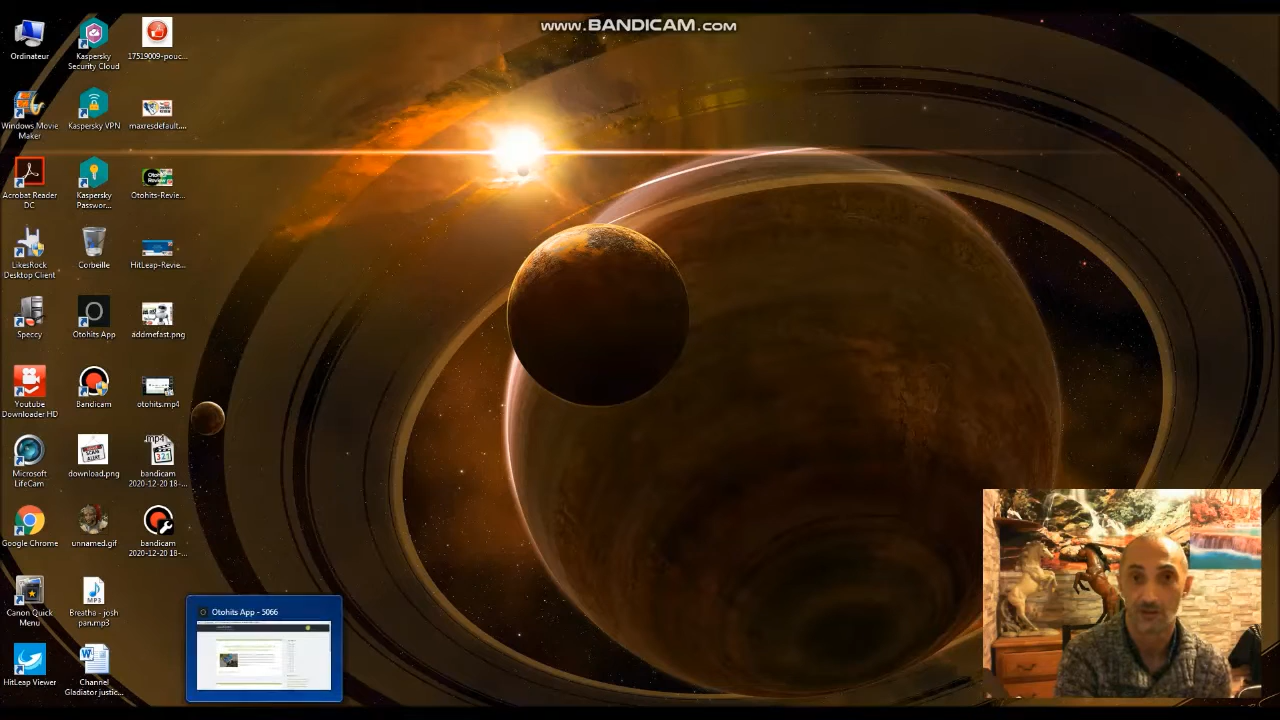 www.BANDICAM.com
Ordinateur
Kaspersky
Security Cloud
17519009-pouc...
Windows Movie
Maker
Kaspersky VPN
maxresdefault....
Acrobat Reader
DC
Kaspersky
Passwor...
Otohits-Revie...
LikesRock
Desktop Client
Corbeille
HitLeap-Revie...
Speccy
Otohits App
addmefast.png
Youtube
Downloader HD
Bandicam
otohits.mp4
Microsoft
LifeCam
download.png
bandicam
2020-12-20 18-...
Google Chrome
unnamed.gif
bandicam
2020-12-20 18-...
Canon Quick
Menu
Breatha - josh
pan.mp3
HitLeap Viewer
Channel
Gladiator justic...
Otohits App - 5066